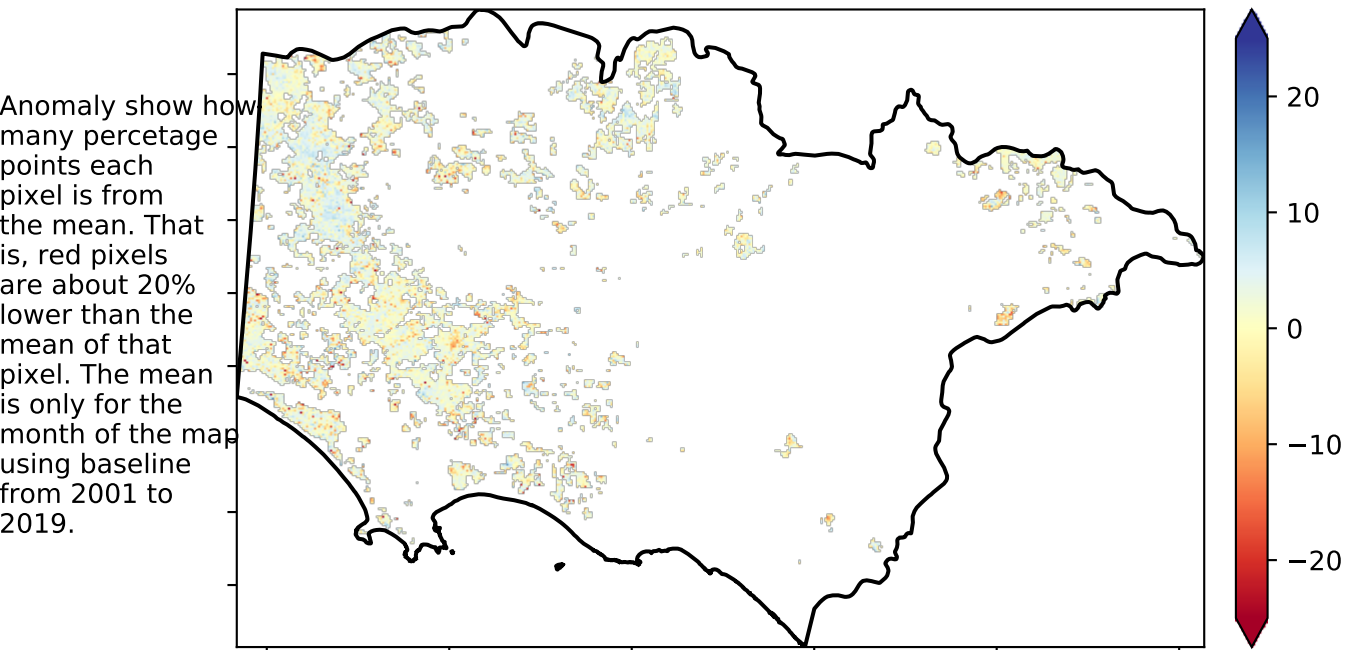 Anomaly show how
many percetage
points each
pixel is from
the mean. That
is, red pixels
are about 20%
lower than the
mean of that
pixel. The mean
is only for the
month of the map
using baseline
from 2001 to
2019.
20
10
0
−10
−20